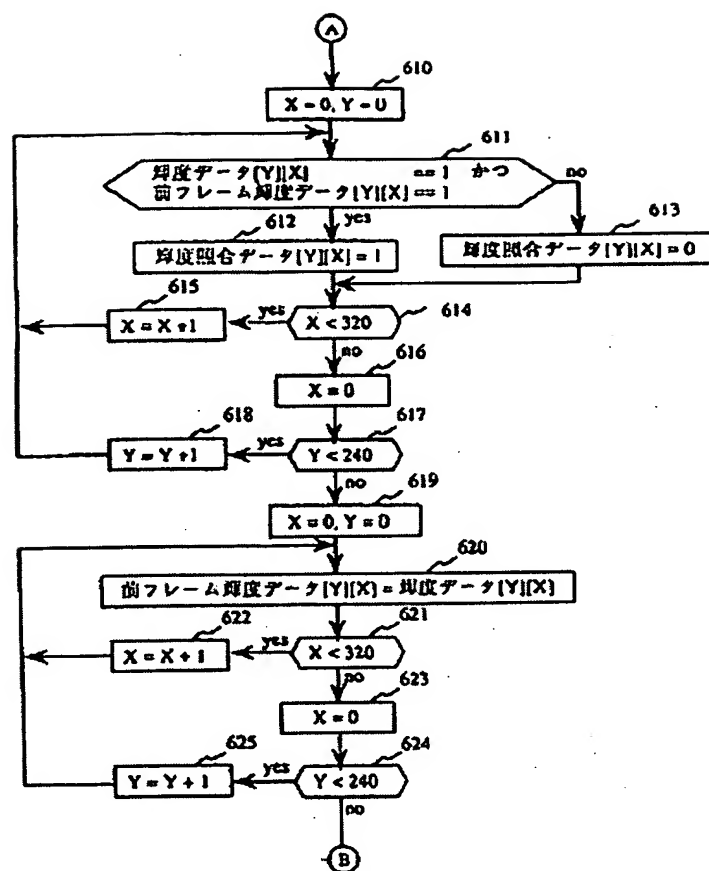 A
610
X = 0, Y = 0
611
輝度データ[Y][X] == 1 かつ
前フレーム輝度データ[Y][X] == 1
no
yes
612
613
輝度照合データ[Y][X] = 1
輝度照合データ[Y][X] = 0
615
614
X = X + 1
yes
X < 320
no
616
X = 0
618
617
Y = Y + 1
yes
Y < 240
no
619
X = 0, Y = 0
620
前フレーム輝度データ[Y][X] = 輝度データ[Y][X]
622
621
X = X + 1
yes
X < 320
no
623
X = 0
625
624
Y = Y + 1
yes
Y < 240
no
B